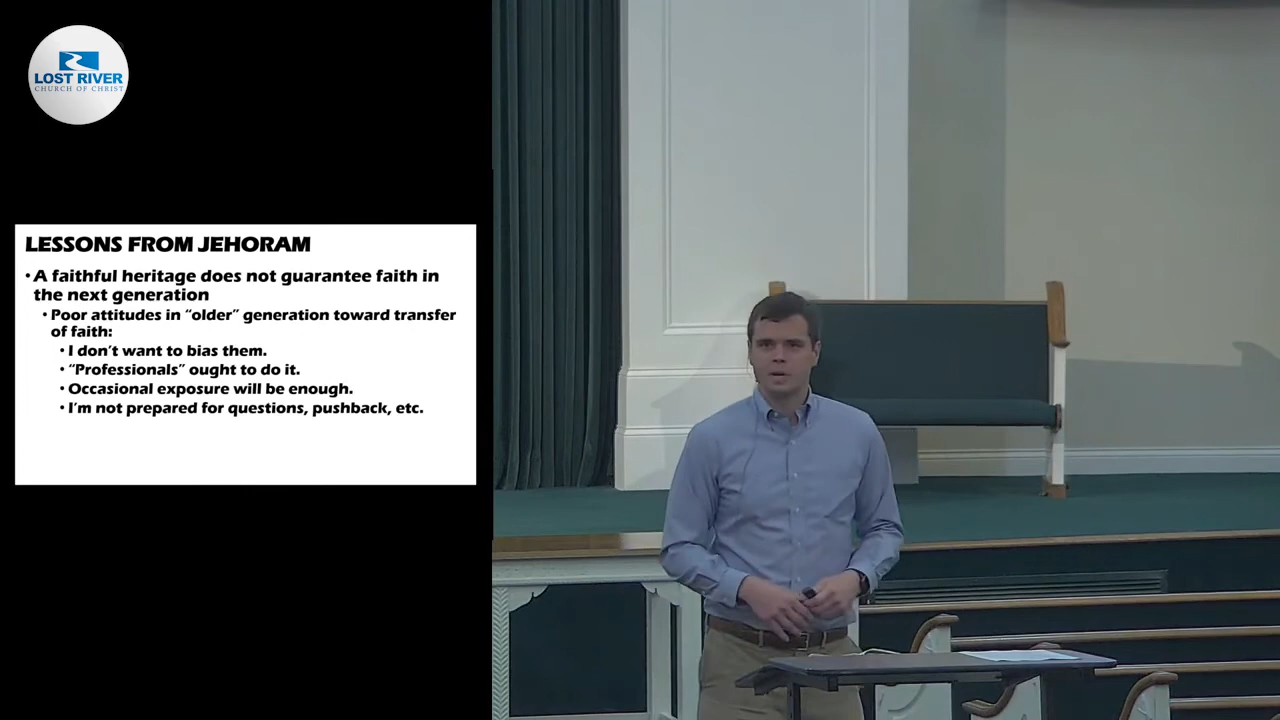 LOST RIVER
CHURCH OF CHRIST
LESSONS FROM JEHORAM
• A faithful heritage does not guarantee faith in
the next generation
• Poor attitudes in “older” generation toward transfer
of faith:
• I don’t want to bias them.
• “Professionals” ought to do it.
• Occasional exposure will be enough.
• I’m not prepared for questions, pushback, etc.